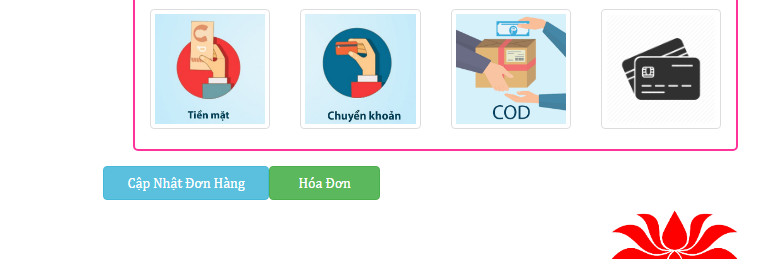 Tiền mặt
Chuyển khoản
COD
Cập Nhật Đơn Hàng
Hóa Đơn